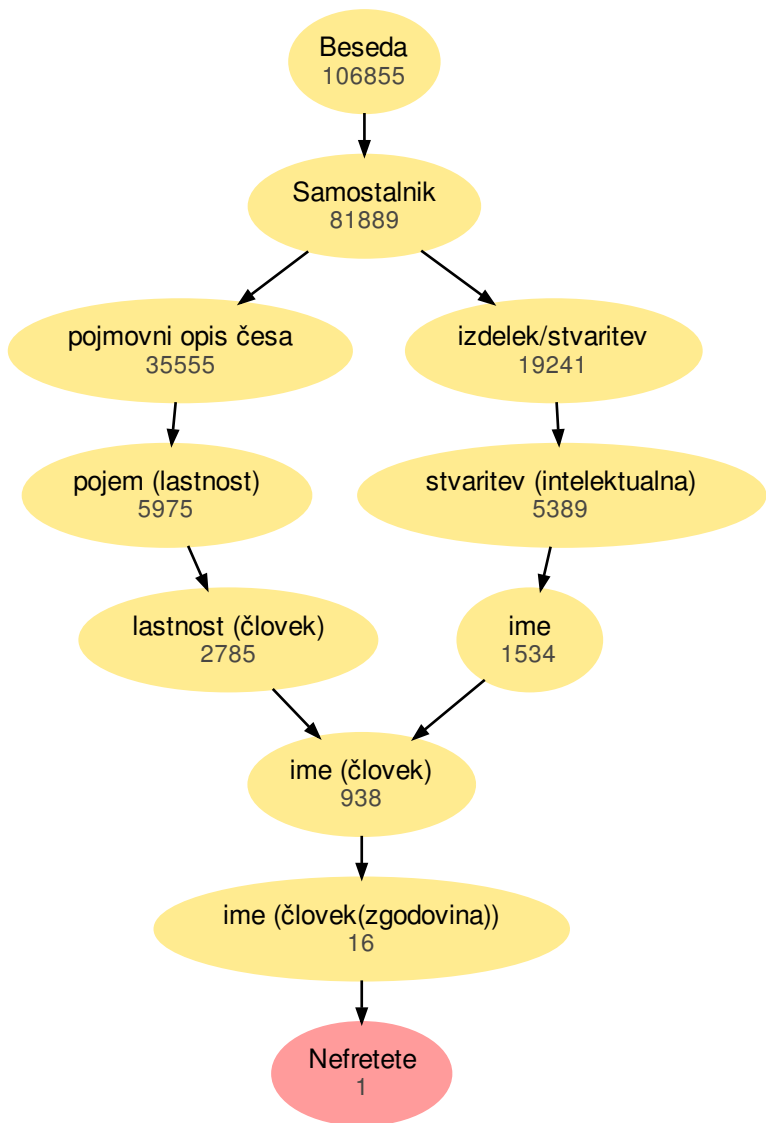 Beseda
106855
Samostalnik
81889
pojmovni opis česa
35555
izdelek/stvaritev
19241
pojem (lastnost)
5975
stvaritev (intelektualna)
5389
lastnost (človek)
2785
ime
1534
ime (človek)
938
ime (človek(zgodovina))
16
Nefretete
1